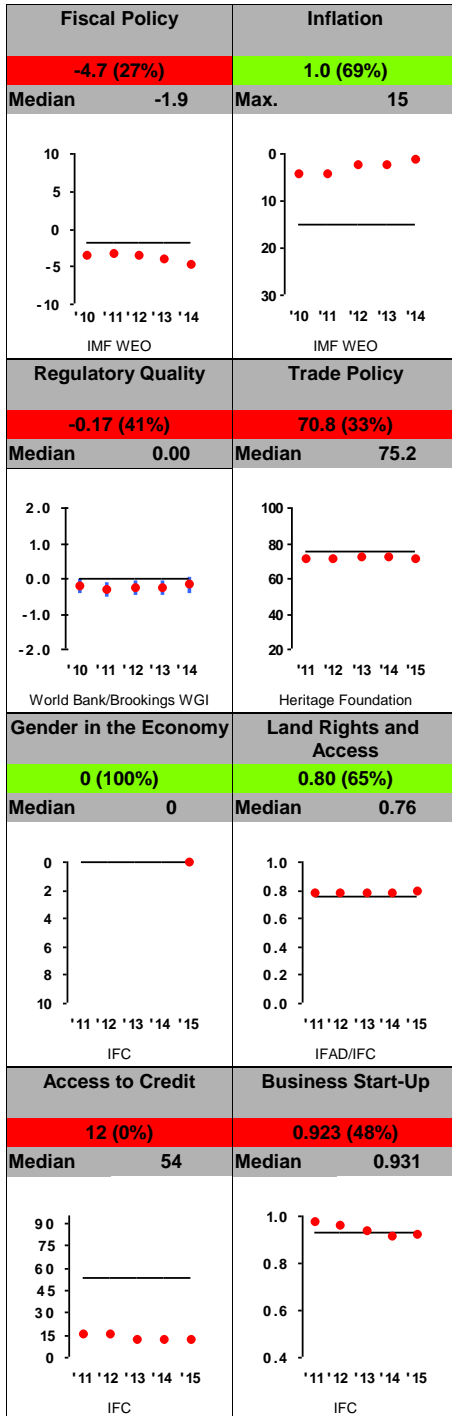 Fiscal Policy
-4.7 (27%)
Median -1.9
10
5
0
-5
-10
'10 '11 '12 '13 '14
IMF WEO
Inflation
1.0 (69%)
Max. 15
0
10
20
30
'10 '11 '12 '13 '14
IMF WEO
Regulatory Quality
-0.17 (41%)
Median 0.00
2.0
1.0
0.0
-1.0
-2.0
'10 '11 '12 '13 '14
World Bank/Brookings WGI
Trade Policy
70.8 (33%)
Median 75.2
100
80
60
40
20
'11 '12 '13 '14 '15
Heritage Foundation
Gender in the Economy
0 (100%)
Median 0
0
2
4
6
8
10
'11 '12 '13 '14 '15
IFC
Land Rights and
Access
0.80 (65%)
Median 0.76
1.0
0.8
0.6
0.4
0.2
0.0
'11 '12 '13 '14 '15
IFAD/IFC
Access to Credit
12 (0%)
Median 54
90
75
60
45
30
15
0
'11 '12 '13 '14 '15
IFC
Business Start-Up
0.923 (48%)
Median 0.931
1.0
0.8
0.6
0.4
'11 '12 '13 '14 '15
IFC